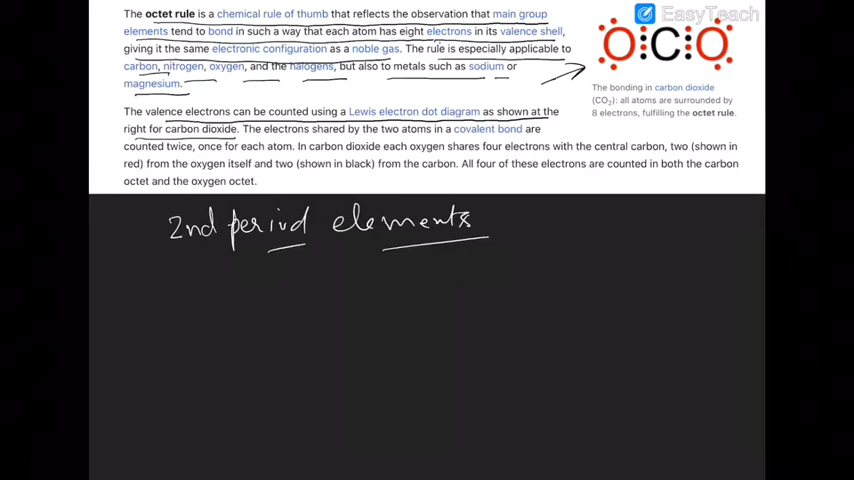 The octet rule is a chemical rule of thumb that reflects the observation that main group
elements tend to bond in such a way that each atom has eight electrons in its valence shell,
giving it the same electronic configuration as a noble gas. The rule is especially applicable to
carbon, nitrogen, oxygen, and the halogens, but also to metals such as sodium or
magnesium.
The valence electrons can be counted using a Lewis electron dot diagram as shown at the
right for carbon dioxide. The electrons shared by the two atoms in a covalent bond are
counted twice, once for each atom. In carbon dioxide each oxygen shares four electrons with the central carbon, two (shown in
red) from the oxygen itself and two (shown in black) from the carbon. All four of these electrons are counted in both the carbon
octet and the oxygen octet.
EasyTeach
O C O
The bonding in carbon dioxide
(CO₂): all atoms are surrounded by
8 electrons, fulfilling the octet rule.
2nd period elements